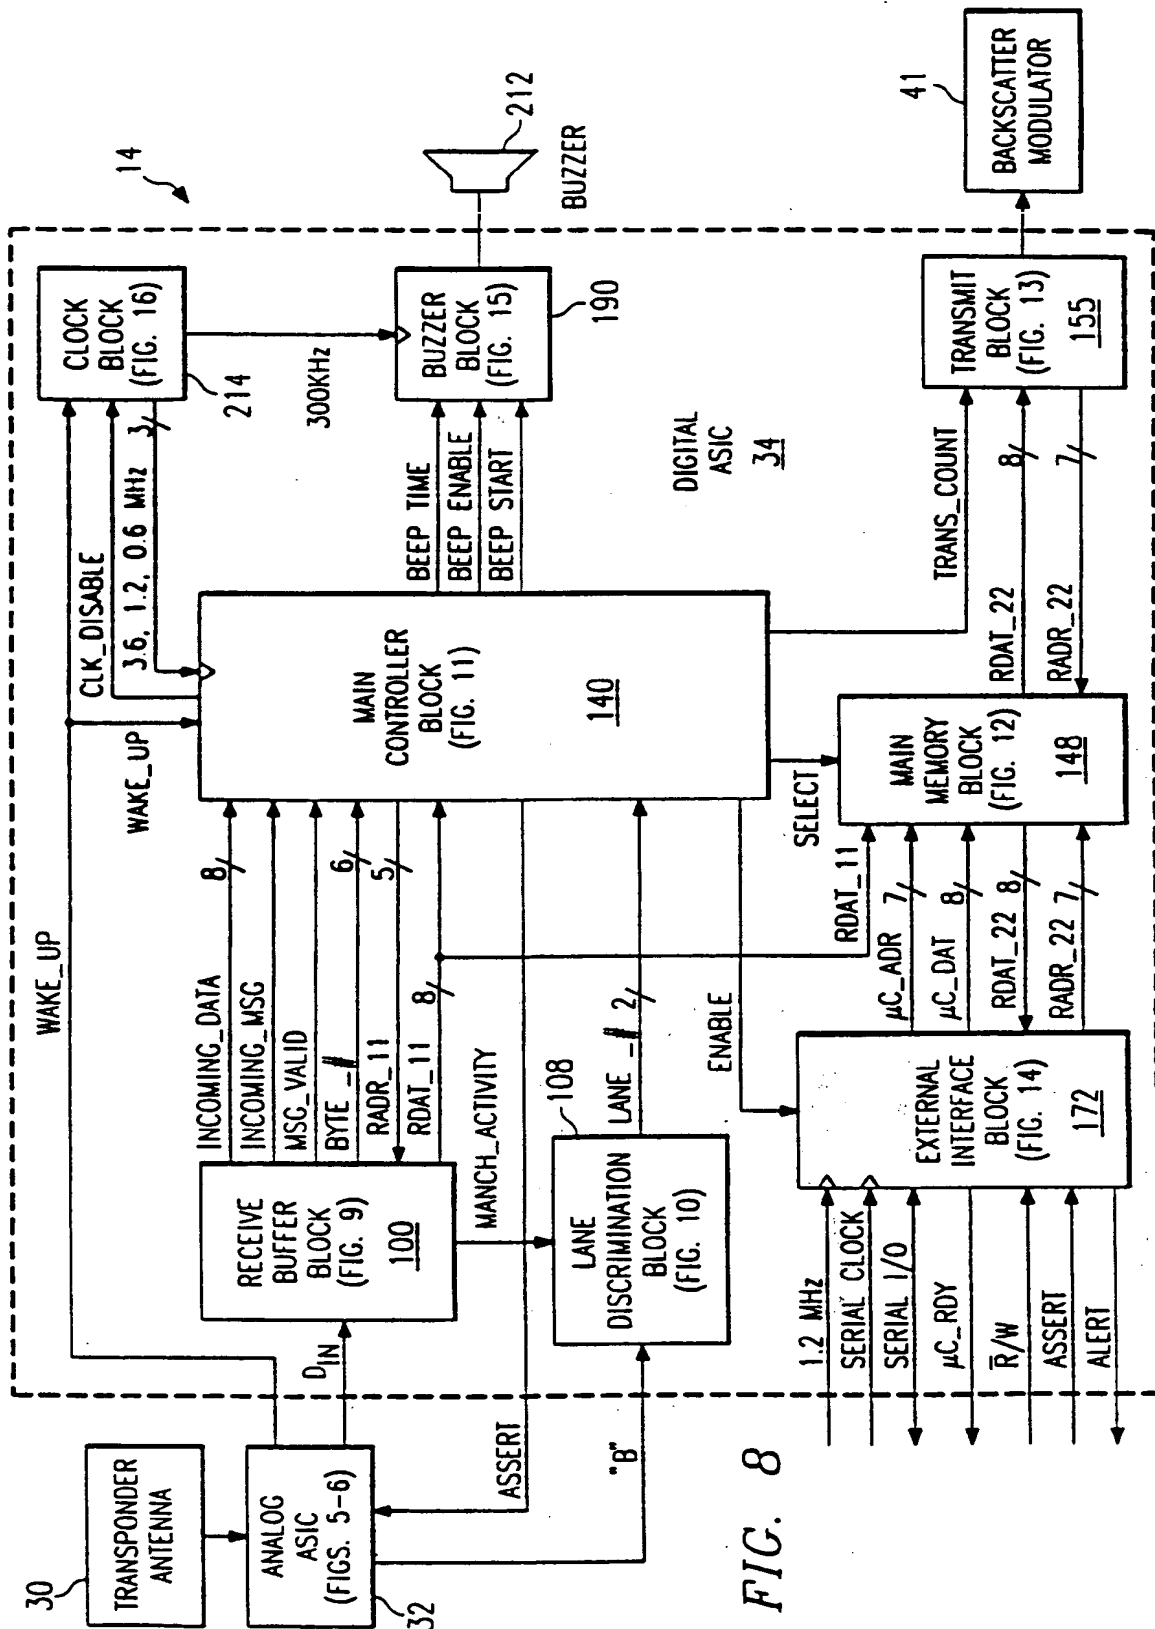 14
30
TRANSPONDER
ANTENNA
ANALOG
ASIC
(FIGS. 5-6)
32
WAKE_UP
D_IN
ASSERT
"B"
RECEIVE
BUFFER
BLOCK
(FIG. 9)
100
INCOMING_DATA
8
INCOMING_MSG
MSG_VALID
BYTE_#
6
RADR_11
5
RDAT_11
8
MANCH_ACTIVITY
LANE
DISCRIMINATION
BLOCK
(FIG. 10)
108
LANE_#
2
WAKE_UP
CLK_DISABLE
3.6, 1.2, 0.6 MHz
3
CLOCK
BLOCK
(FIG. 16)
214
300KHz
MAIN
CONTROLLER
BLOCK
(FIG. 11)
140
BEEP TIME
BEEP ENABLE
BEEP START
BUZZER
BLOCK
(FIG. 15)
190
212
BUZZER
DIGITAL
ASIC
34
ENABLE
SELECT
TRANS_COUNT
1.2 MHz
SERIAL CLOCK
SERIAL I/O
µC_RDY
R̅/W
ASSERT
ALERT
EXTERNAL
INTERFACE
BLOCK
(FIG. 14)
172
RDAT_11
µC_ADR
7
µC_DAT
8
RDAT_22
8
RADR_22
7
MAIN
MEMORY
BLOCK
(FIG. 12)
148
RDAT_22
8
RADR_22
7
TRANSMIT
BLOCK
(FIG. 13)
155
41
BACKSCATTER
MODULATOR
FIG. 8